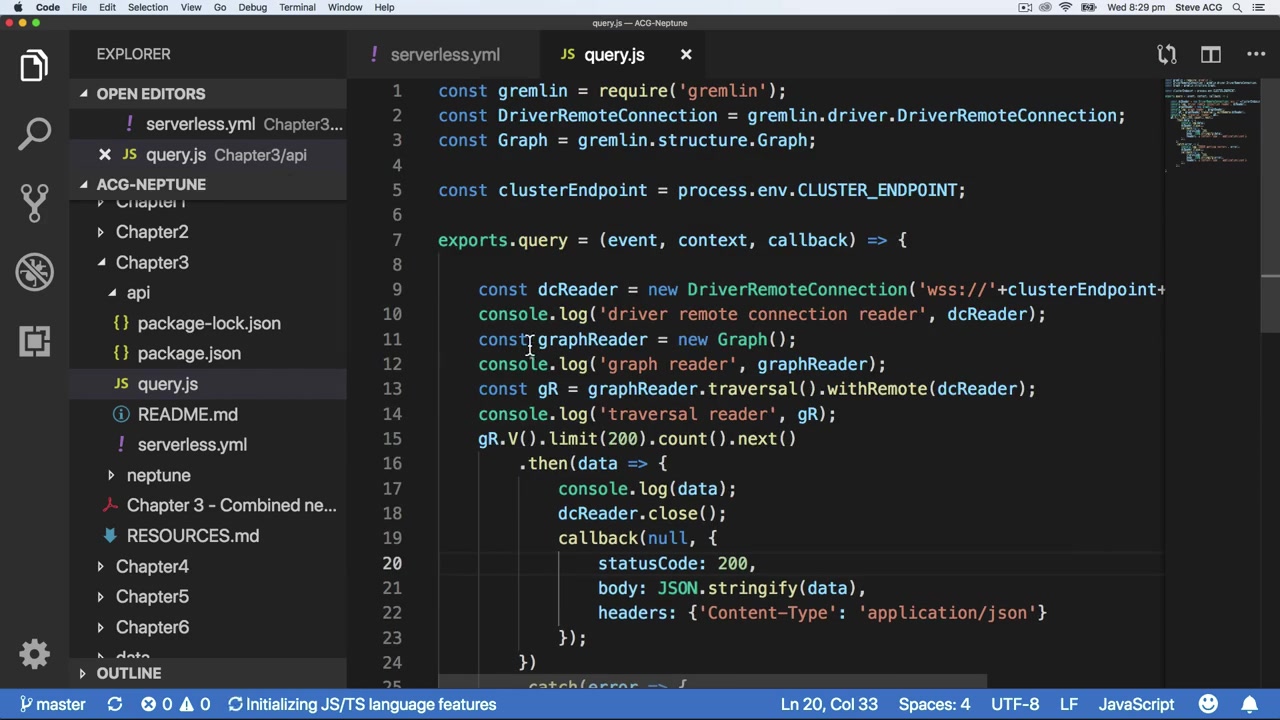 Code File Edit Selection View Go Debug Terminal Window Help Wed 8:29 pm Steve ACG
query.js — ACG-Neptune
EXPLORER
OPEN EDITORS
! serverless.yml Chapter3...
JS query.js Chapter3/api
ACG-NEPTUNE
Chapter1
Chapter2
Chapter3
api
{} package-lock.json
{} package.json
JS query.js
README.md
! serverless.yml
neptune
Chapter 3 - Combined ne...
RESOURCES.md
Chapter4
Chapter5
Chapter6
data
OUTLINE
! serverless.yml JS query.js
1 const gremlin = require('gremlin');
2 const DriverRemoteConnection = gremlin.driver.DriverRemoteConnection;
3 const Graph = gremlin.structure.Graph;
4
5 const clusterEndpoint = process.env.CLUSTER_ENDPOINT;
6
7 exports.query = (event, context, callback) => {
8
9 const dcReader = new DriverRemoteConnection('wss://'+clusterEndpoint+
10 console.log('driver remote connection reader', dcReader);
11 const graphReader = new Graph();
12 console.log('graph reader', graphReader);
13 const gR = graphReader.traversal().withRemote(dcReader);
14 console.log('traversal reader', gR);
15 gR.V().limit(200).count().next()
16 .then(data => {
17 console.log(data);
18 dcReader.close();
19 callback(null, {
20 statusCode: 200,
21 body: JSON.stringify(data),
22 headers: {'Content-Type': 'application/json'}
23 });
24 })
25 .catch(error => {
master 0 0 Initializing JS/TS language features Ln 20, Col 33 Spaces: 4 UTF-8 LF JavaScript